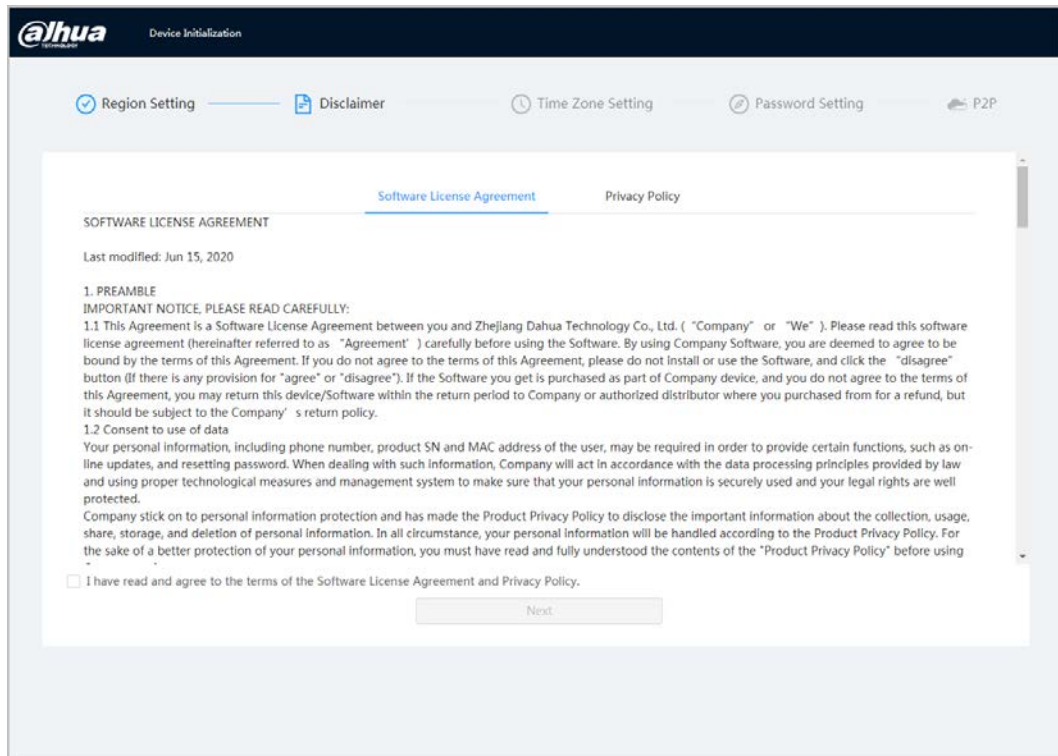 alhua
TECHNOLOGY
Device Initialization
Region Setting
Disclaimer
Time Zone Setting
Password Setting
P2P
Software License Agreement
Privacy Policy
SOFTWARE LICENSE AGREEMENT
Last modified: Jun 15, 2020
1. PREAMBLE
IMPORTANT NOTICE, PLEASE READ CAREFULLY:
1.1 This Agreement is a Software License Agreement between you and Zhejiang Dahua Technology Co., Ltd. ( "Company" or "We" ). Please read this software
license agreement (hereinafter referred to as "Agreement' ) carefully before using the Software. By using Company Software, you are deemed to agree to be
bound by the terms of this Agreement. If you do not agree to the terms of this Agreement, please do not install or use the Software, and click the "disagree"
button (If there is any provision for "agree" or "disagree"). If the Software you get is purchased as part of Company device, and you do not agree to the terms of
this Agreement, you may return this device/Software within the return period to Company or authorized distributor where you purchased from for a refund, but
it should be subject to the Company' s return policy.
1.2 Consent to use of data
Your personal information, including phone number, product SN and MAC address of the user, may be required in order to provide certain functions, such as on-
line updates, and resetting password. When dealing with such information, Company will act in accordance with the data processing principles provided by law
and using proper technological measures and management system to make sure that your personal information is securely used and your legal rights are well
protected.
Company stick on to personal information protection and has made the Product Privacy Policy to disclose the important information about the collection, usage,
share, storage, and deletion of personal information. In all circumstance, your personal information will be handled according to the Product Privacy Policy. For
the sake of a better protection of your personal information, you must have read and fully understood the contents of the "Product Privacy Policy" before using
I have read and agree to the terms of the Software License Agreement and Privacy Policy.
Next